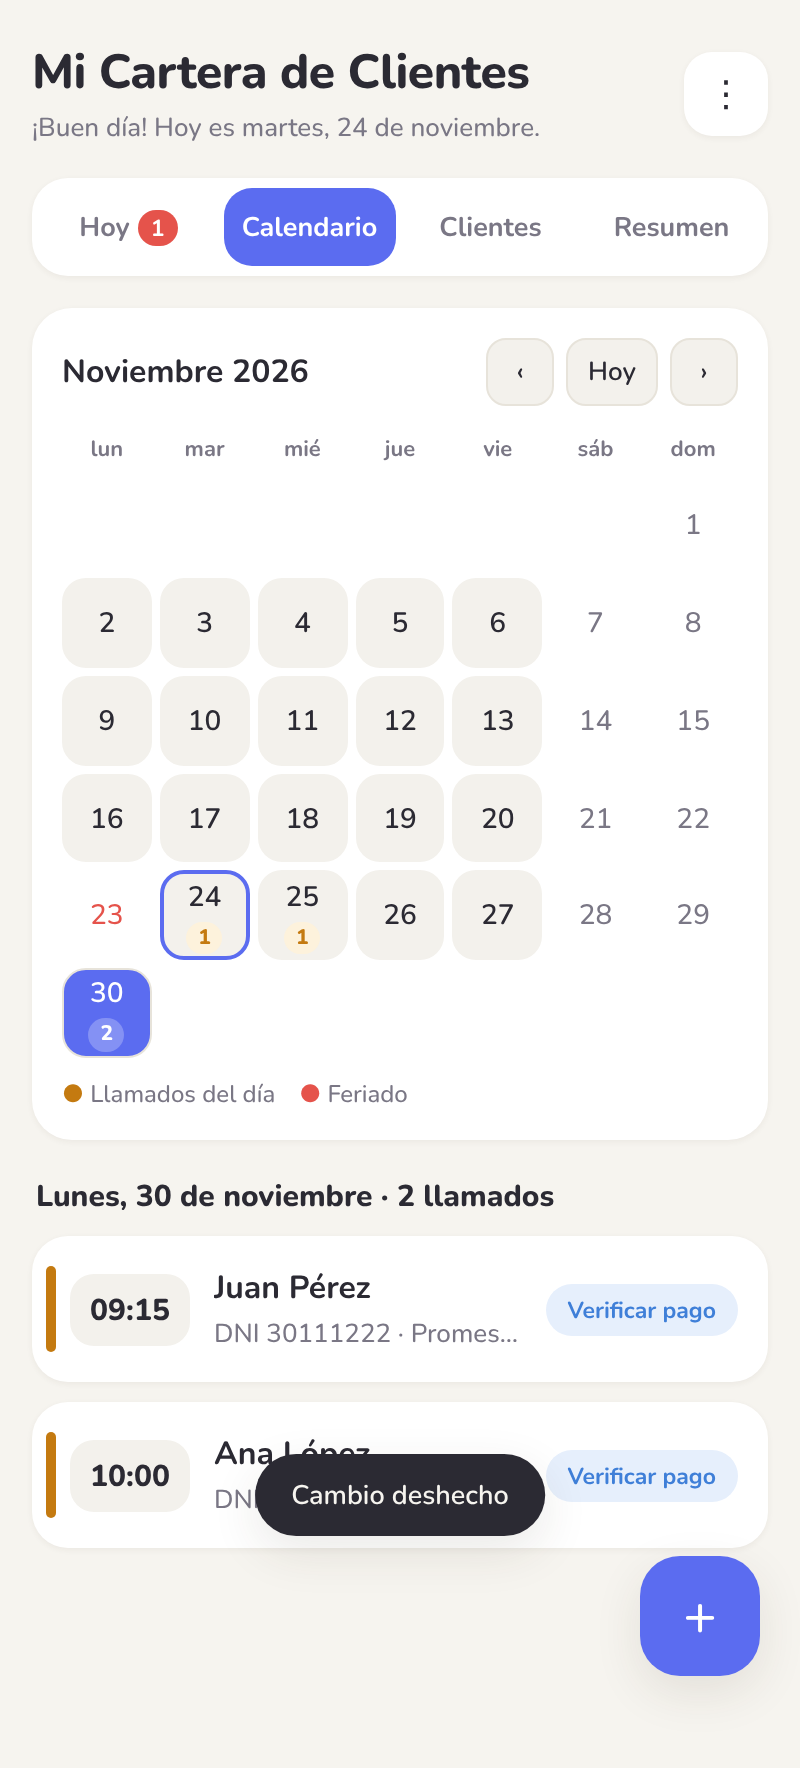 Mi Cartera de Clientes
¡Buen día! Hoy es martes, 24 de noviembre.
⋮
Hoy 1 Calendario Clientes Resumen
Noviembre 2026 ‹ Hoy ›
lun mar mié jue vie sáb dom
1
2 3 4 5 6 7 8
9 10 11 12 13 14 15
16 17 18 19 20 21 22
23 24 25 26 27 28 29
1 1
30
2
Llamados del día Feriado
Lunes, 30 de noviembre · 2 llamados
09:15 Juan Pérez Verificar pago
DNI 30111222 · Promes...
10:00 Ana López Verificar pago
DNI
Cambio deshecho
+